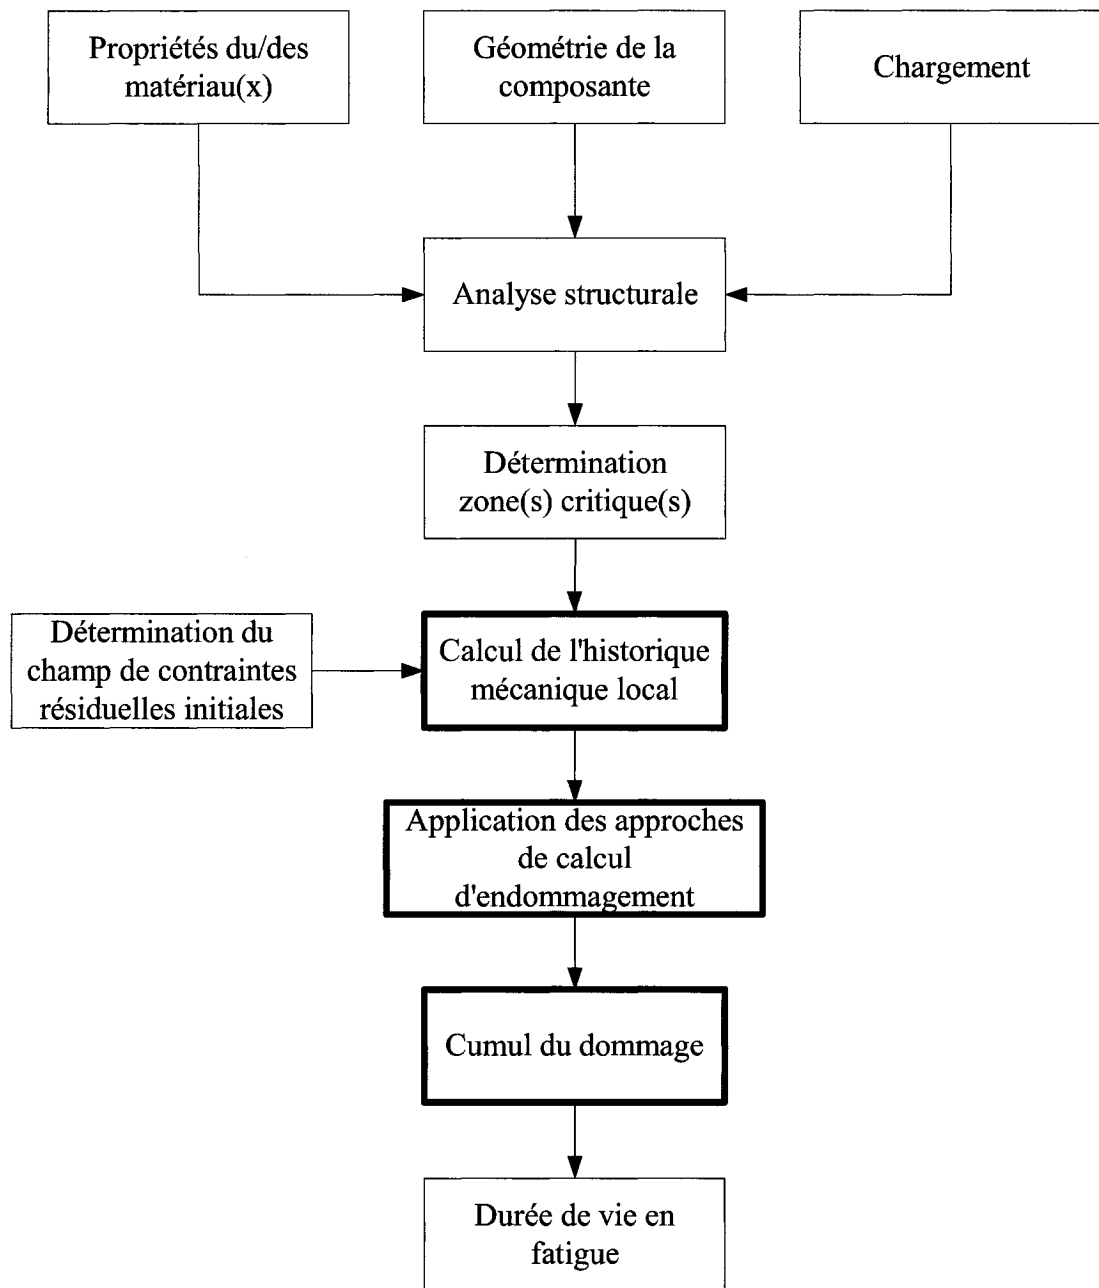 Propriétés du/des
matériau(x)
Géométrie de la
composante
Chargement
Analyse structurale
Détermination
zone(s) critique(s)
Détermination du
champ de contraintes
résiduelles initiales
Calcul de l'historique
mécanique local
Application des approches
de calcul
d'endommagement
Cumul du dommage
Durée de vie en
fatigue